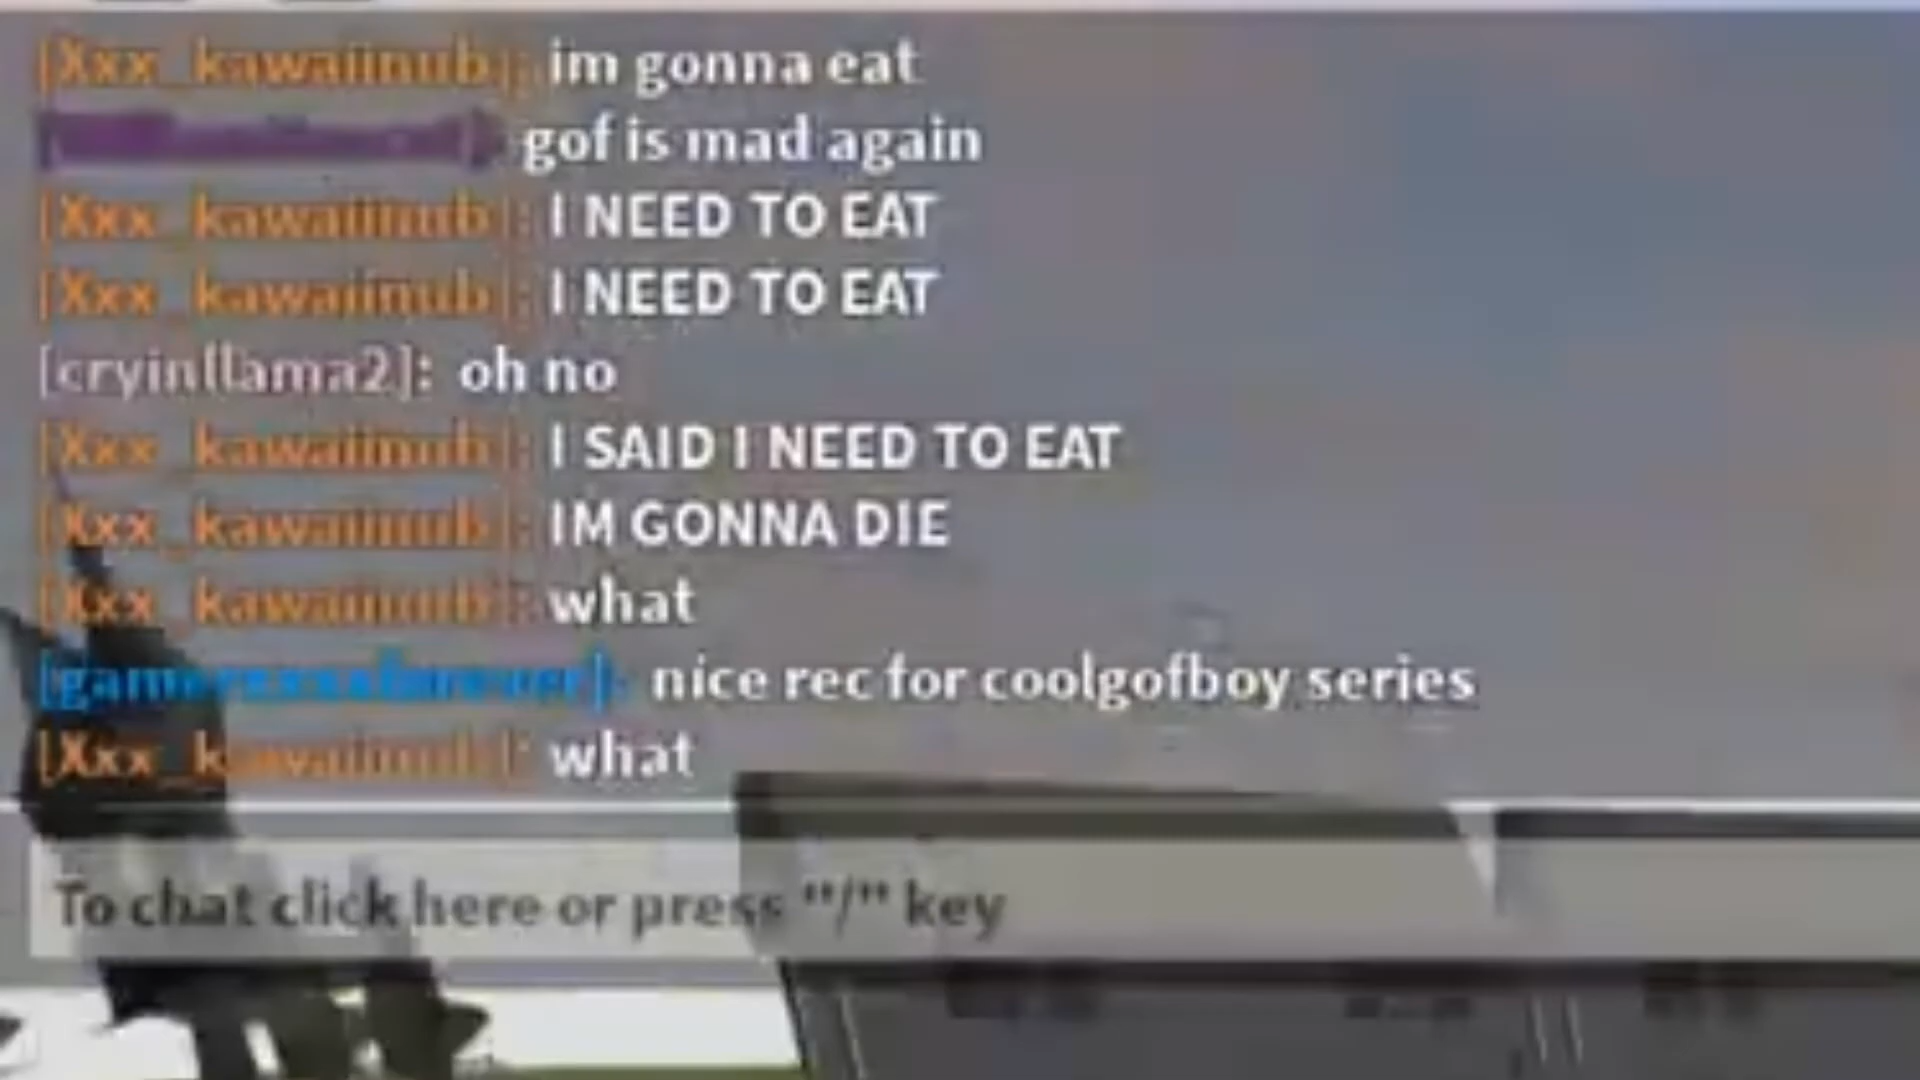 [Xxx_kawaiinub]: im gonna eat
gof is mad again
[Xxx_kawaiinub]: I NEED TO EAT
[Xxx_kawaiinub]: I NEED TO EAT
[cryinllama2]: oh no
[Xxx_kawaiinub]: I SAID I NEED TO EAT
[Xxx_kawaiinub]: IM GONNA DIE
[Xxx_kawaiinub]: what
nice rec for coolgofboy series
[Xxx_kawaiinub]: what
To chat click here or press "/" key